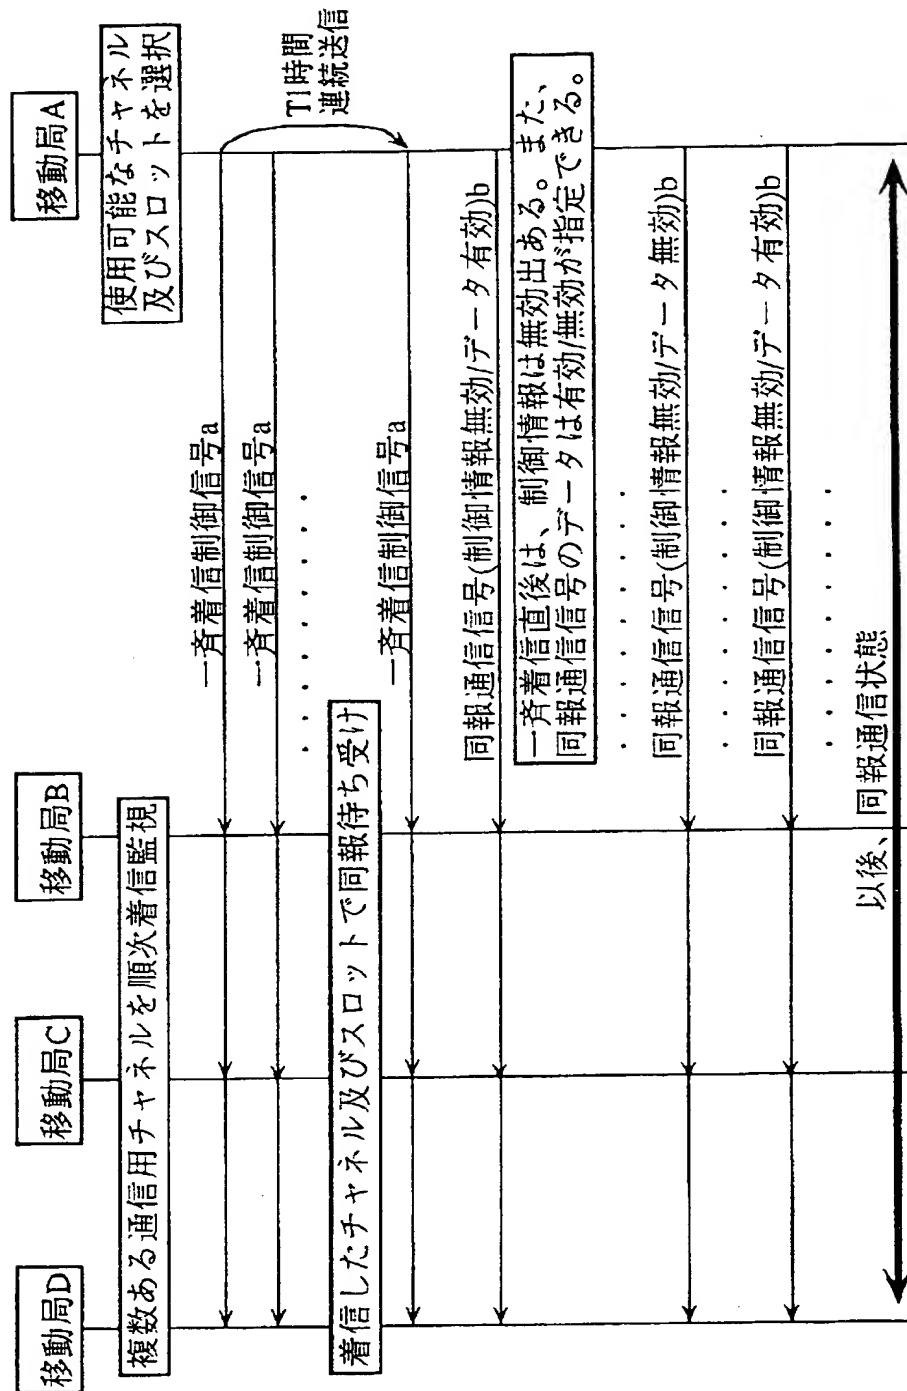 移動局D
移動局C
移動局B
移動局A
複数ある通信用チャネルを順次着信監視
使用可能なチャネル
及びスロットを選択
一斉着信制御信号a
一斉着信制御信号a
T1時間
連続送信
着信したチャネル及びスロットで同報待ち受け
一斉着信制御信号a
同報通信信号(制御情報無効/データ有効)b
一斉着信直後は、制御情報は無効出ある。また、
同報通信信号のデータは有効/無効が指定できる。
同報通信信号(制御情報無効/データ無効)b
同報通信信号(制御情報無効/データ有効)b
以後、同報通信状態